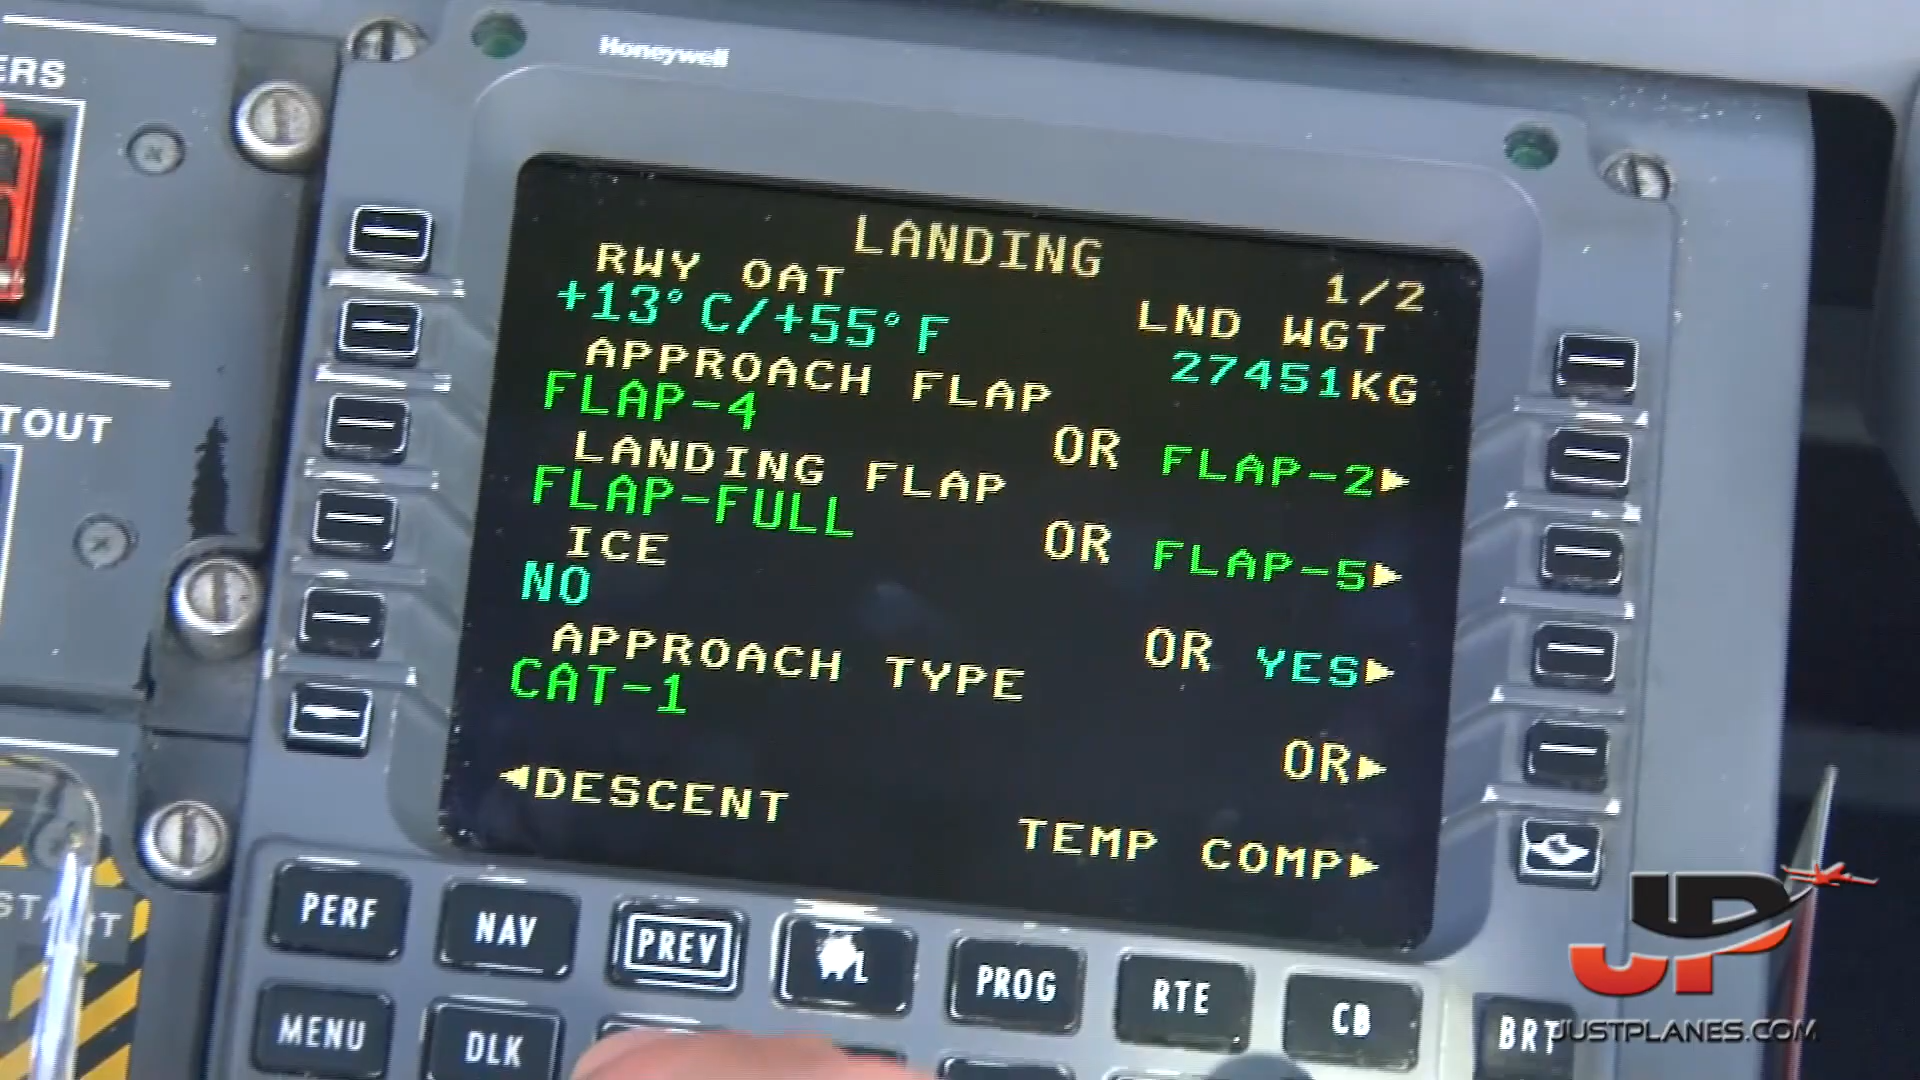 Honeywell
ERS
TOUT
START
LANDING
1/2
RWY OAT
LND WGT
+13°C/+55°F
27451KG
APPROACH FLAP
FLAP-4
OR FLAP-2
LANDING FLAP
FLAP-FULL
OR FLAP-5
ICE
NO
OR YES
APPROACH TYPE
CAT-1
OR
DESCENT
TEMP COMP
PERF NAV PREV PROG RTE CB
MENU DLK BRT
JP
JUSTPLANES.COM